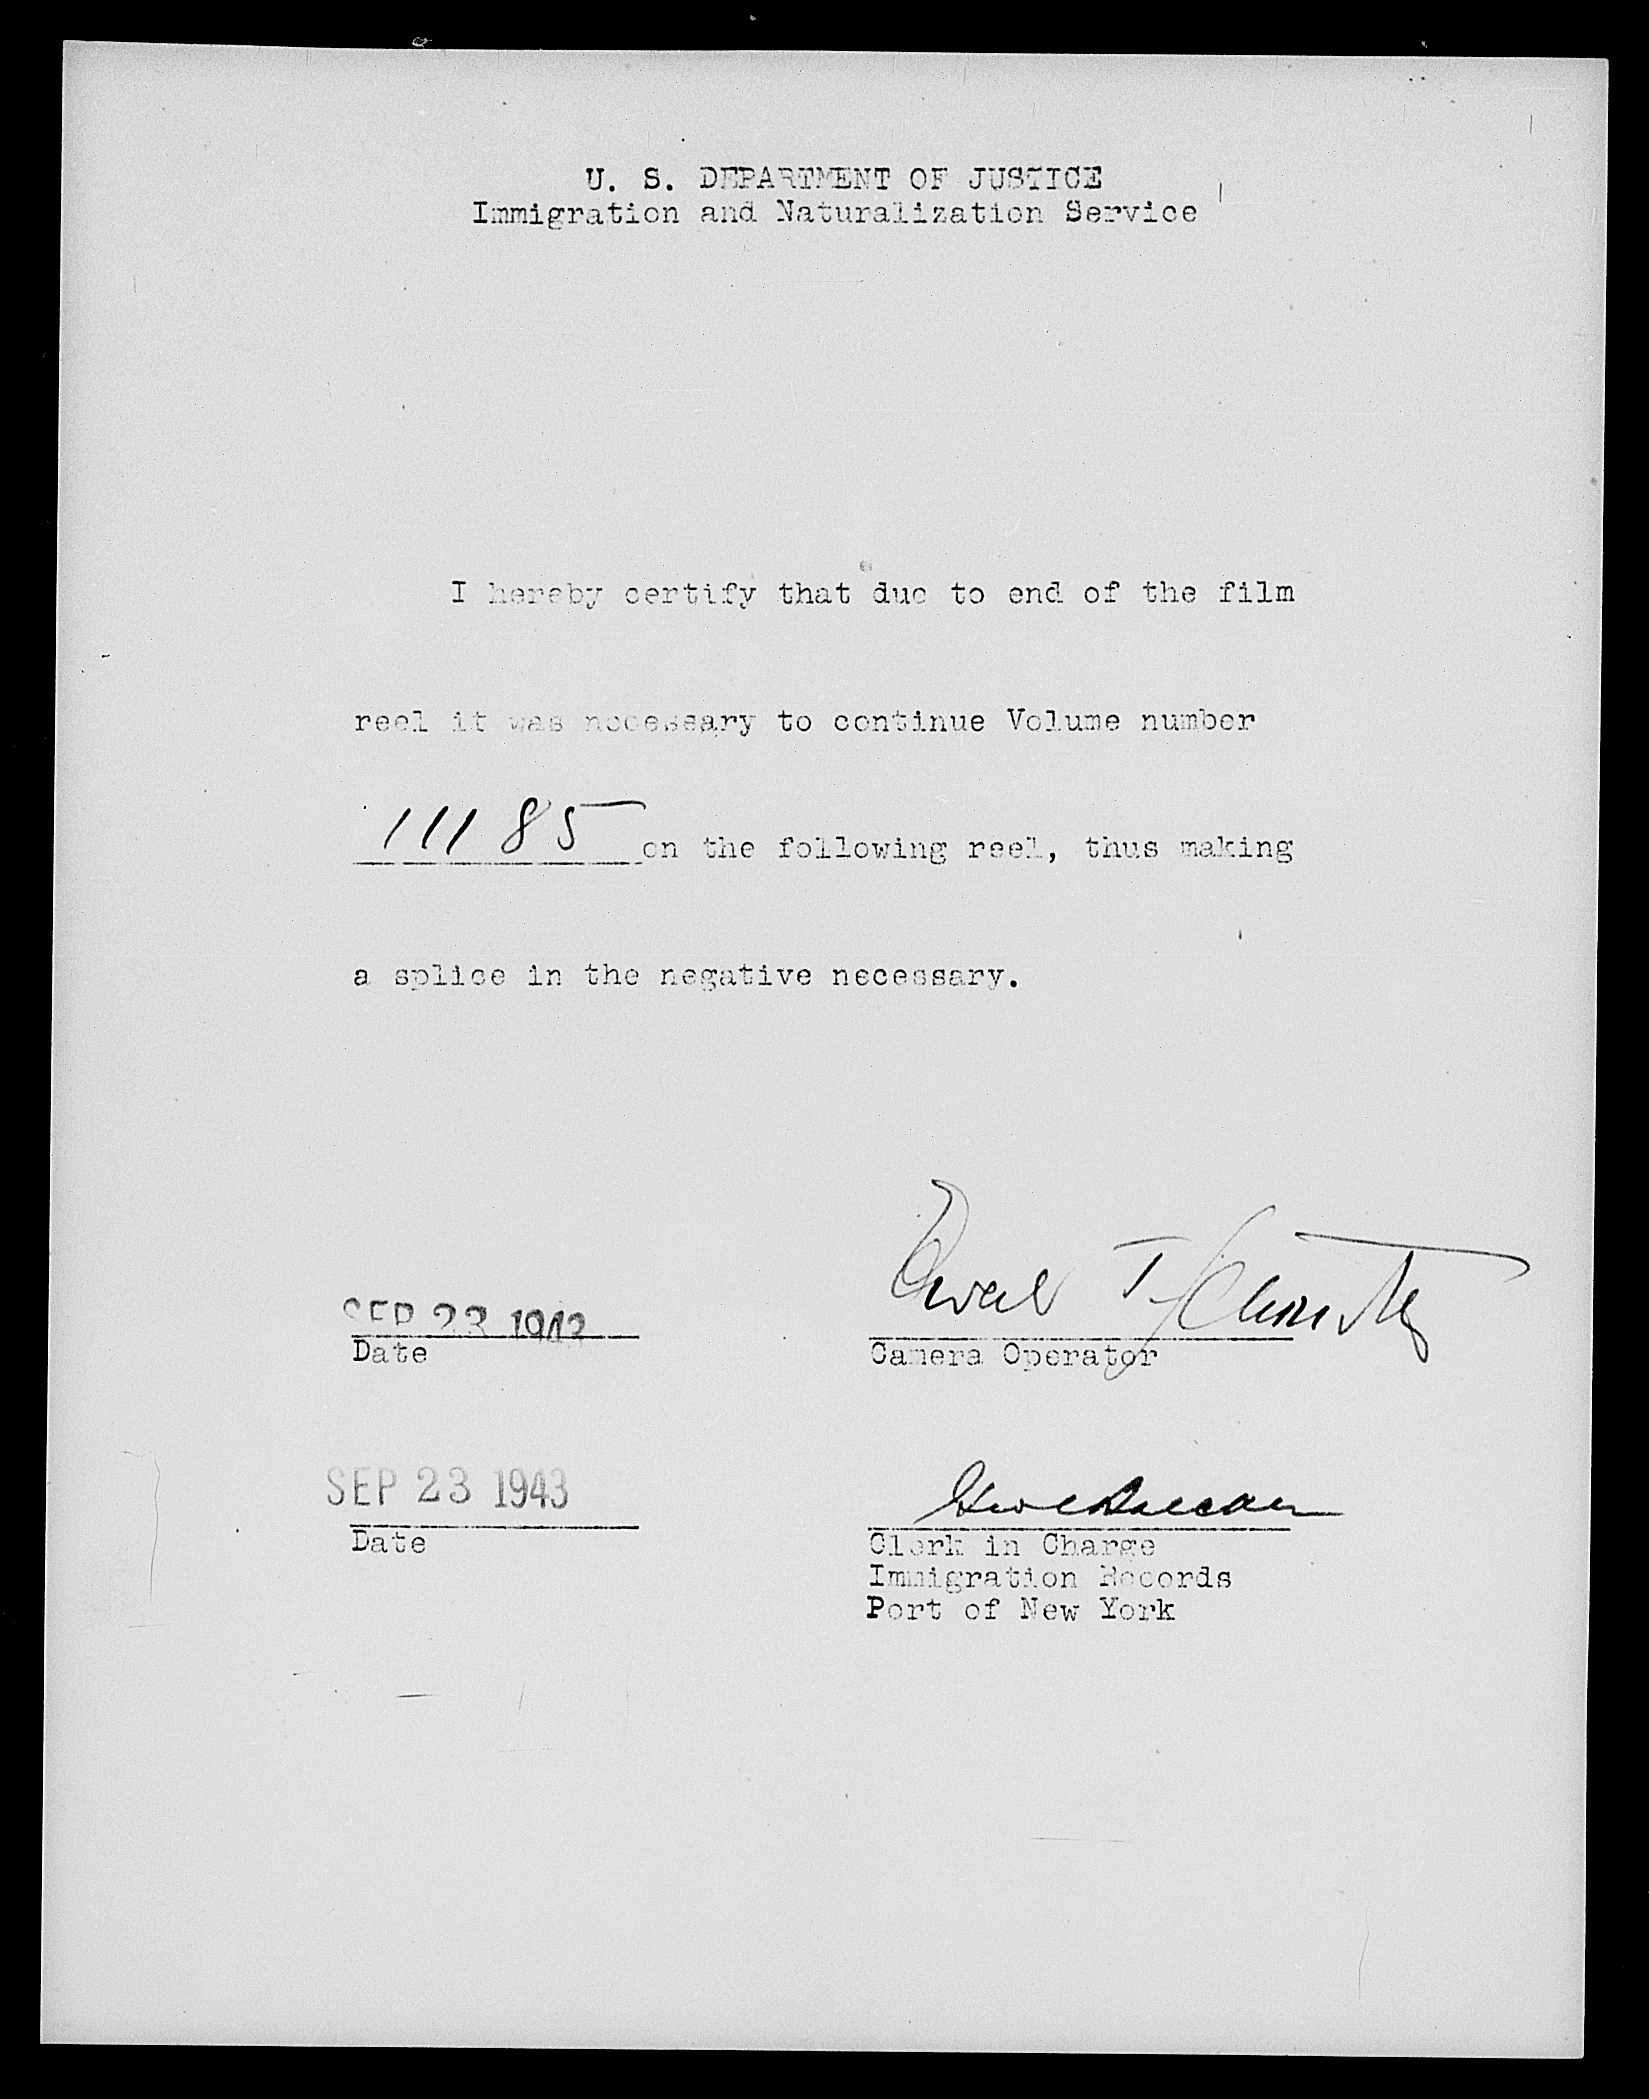 U. S. DEPARTMENT OF JUSTICE
Immigration and Naturalization Service
I hereby certify that due to end of the film
reel it was necessary to continue Volume number
11185 on the following reel, thus making
a splice in the negative necessary.
SEP 23 1943
Date
Camera Operator
SEP 23 1943
Date
Clerk in Charge
Immigration Records
Port of New York